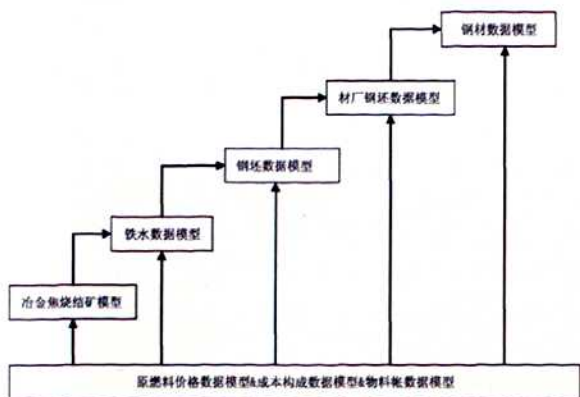 钢材数据模型
材厂钢坯数据模型
钢坯数据模型
铁水数据模型
冶金焦烧结矿模型
原燃料价格数据模型&成本构成数据模型&物料帐数据模型